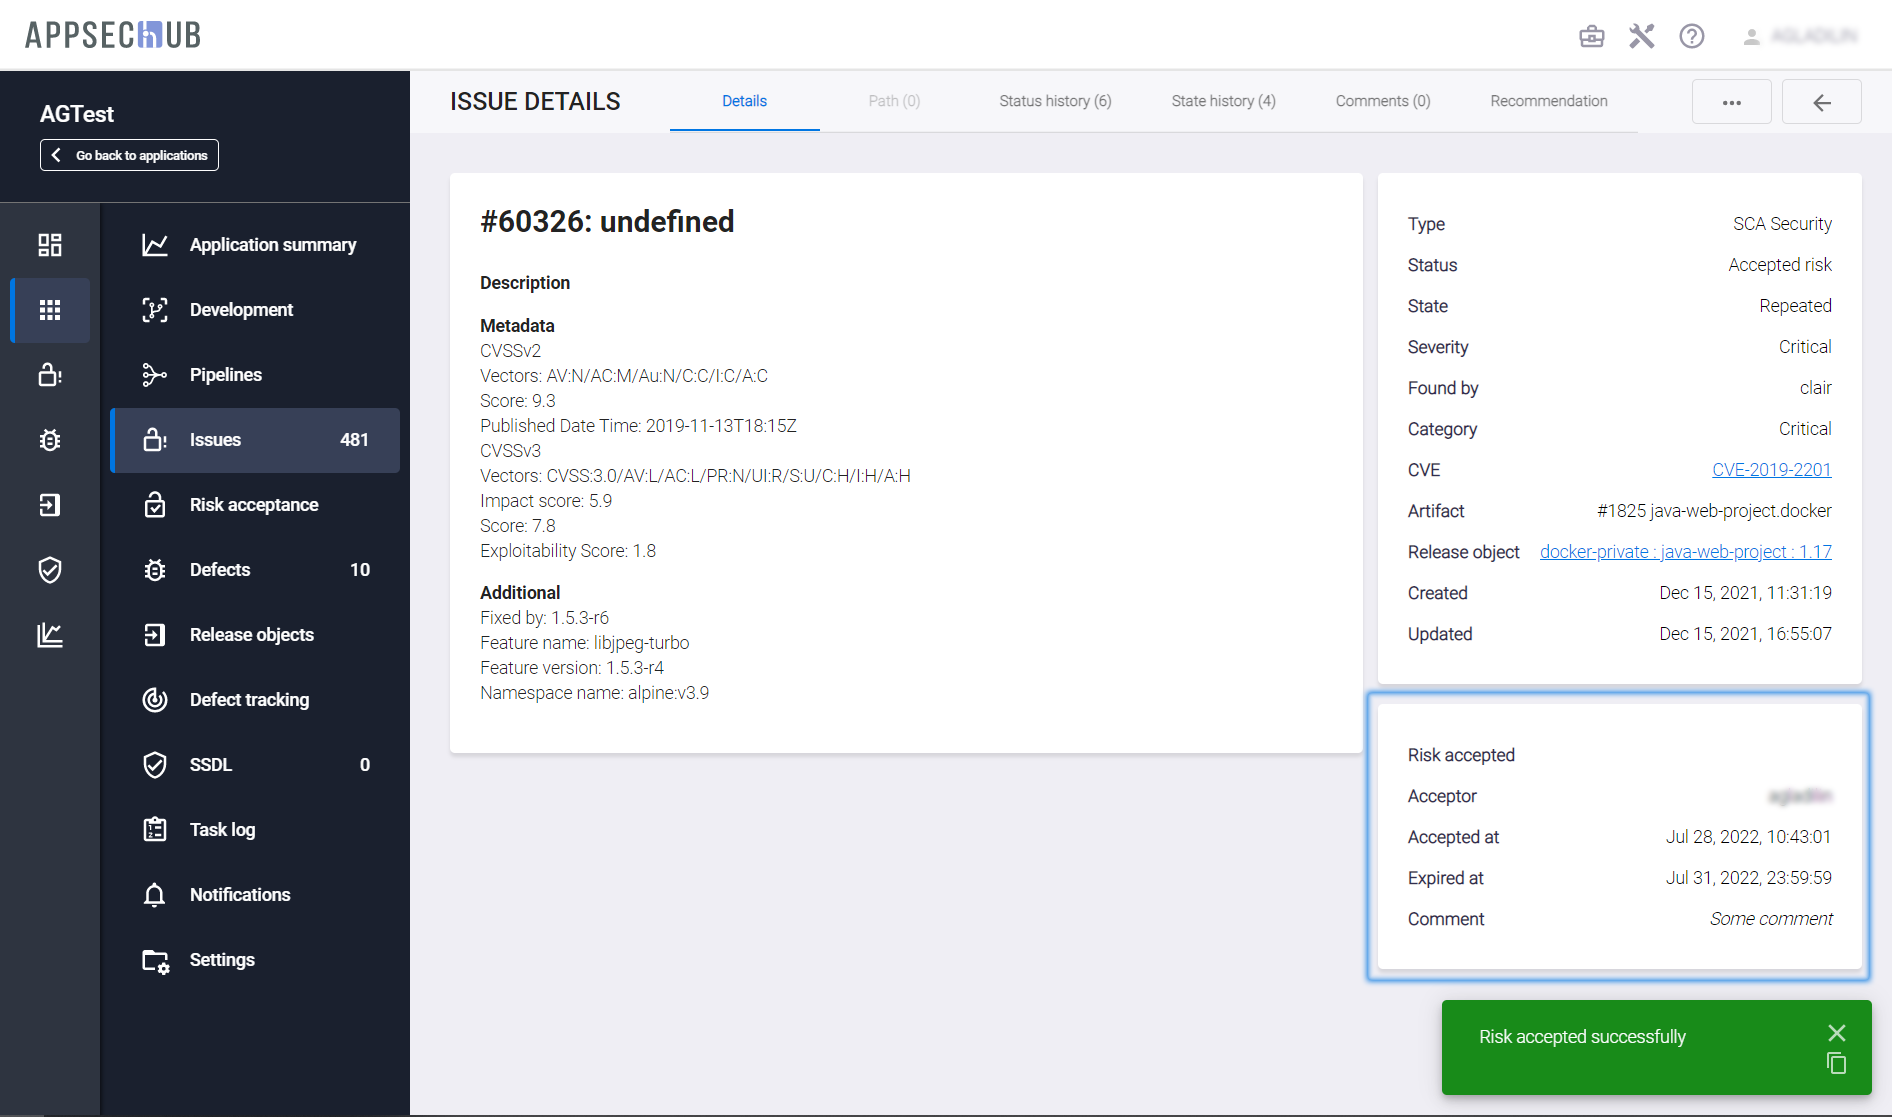 APPSECHUB
AGTest
Go back to applications
Application summary
Development
Pipelines
Issues 481
Risk acceptance
Defects 10
Release objects
Defect tracking
SSDL 0
Task log
Notifications
Settings
ISSUE DETAILS
Details
Path (0)
Status history (6)
State history (4)
Comments (0)
Recommendation
#60326: undefined
Description
Metadata
CVSSv2
Vectors: AV:N/AC:M/Au:N/C:C/I:C/A:C
Score: 9.3
Published Date Time: 2019-11-13T18:15Z
CVSSv3
Vectors: CVSS:3.0/AV:L/AC:L/PR:N/UI:R/S:U/C:H/I:H/A:H
Impact score: 5.9
Score: 7.8
Exploitability Score: 1.8
Additional
Fixed by: 1.5.3-r6
Feature name: libjpeg-turbo
Feature version: 1.5.3-r4
Namespace name: alpine:v3.9
Type SCA Security
Status Accepted risk
State Repeated
Severity Critical
Found by clair
Category Critical
CVE CVE-2019-2201
Artifact #1825 java-web-project.docker
Release object docker-private : java-web-project : 1.17
Created Dec 15, 2021, 11:31:19
Updated Dec 15, 2021, 16:55:07
Risk accepted
Acceptor
Accepted at Jul 28, 2022, 10:43:01
Expired at Jul 31, 2022, 23:59:59
Comment Some comment
Risk accepted successfully